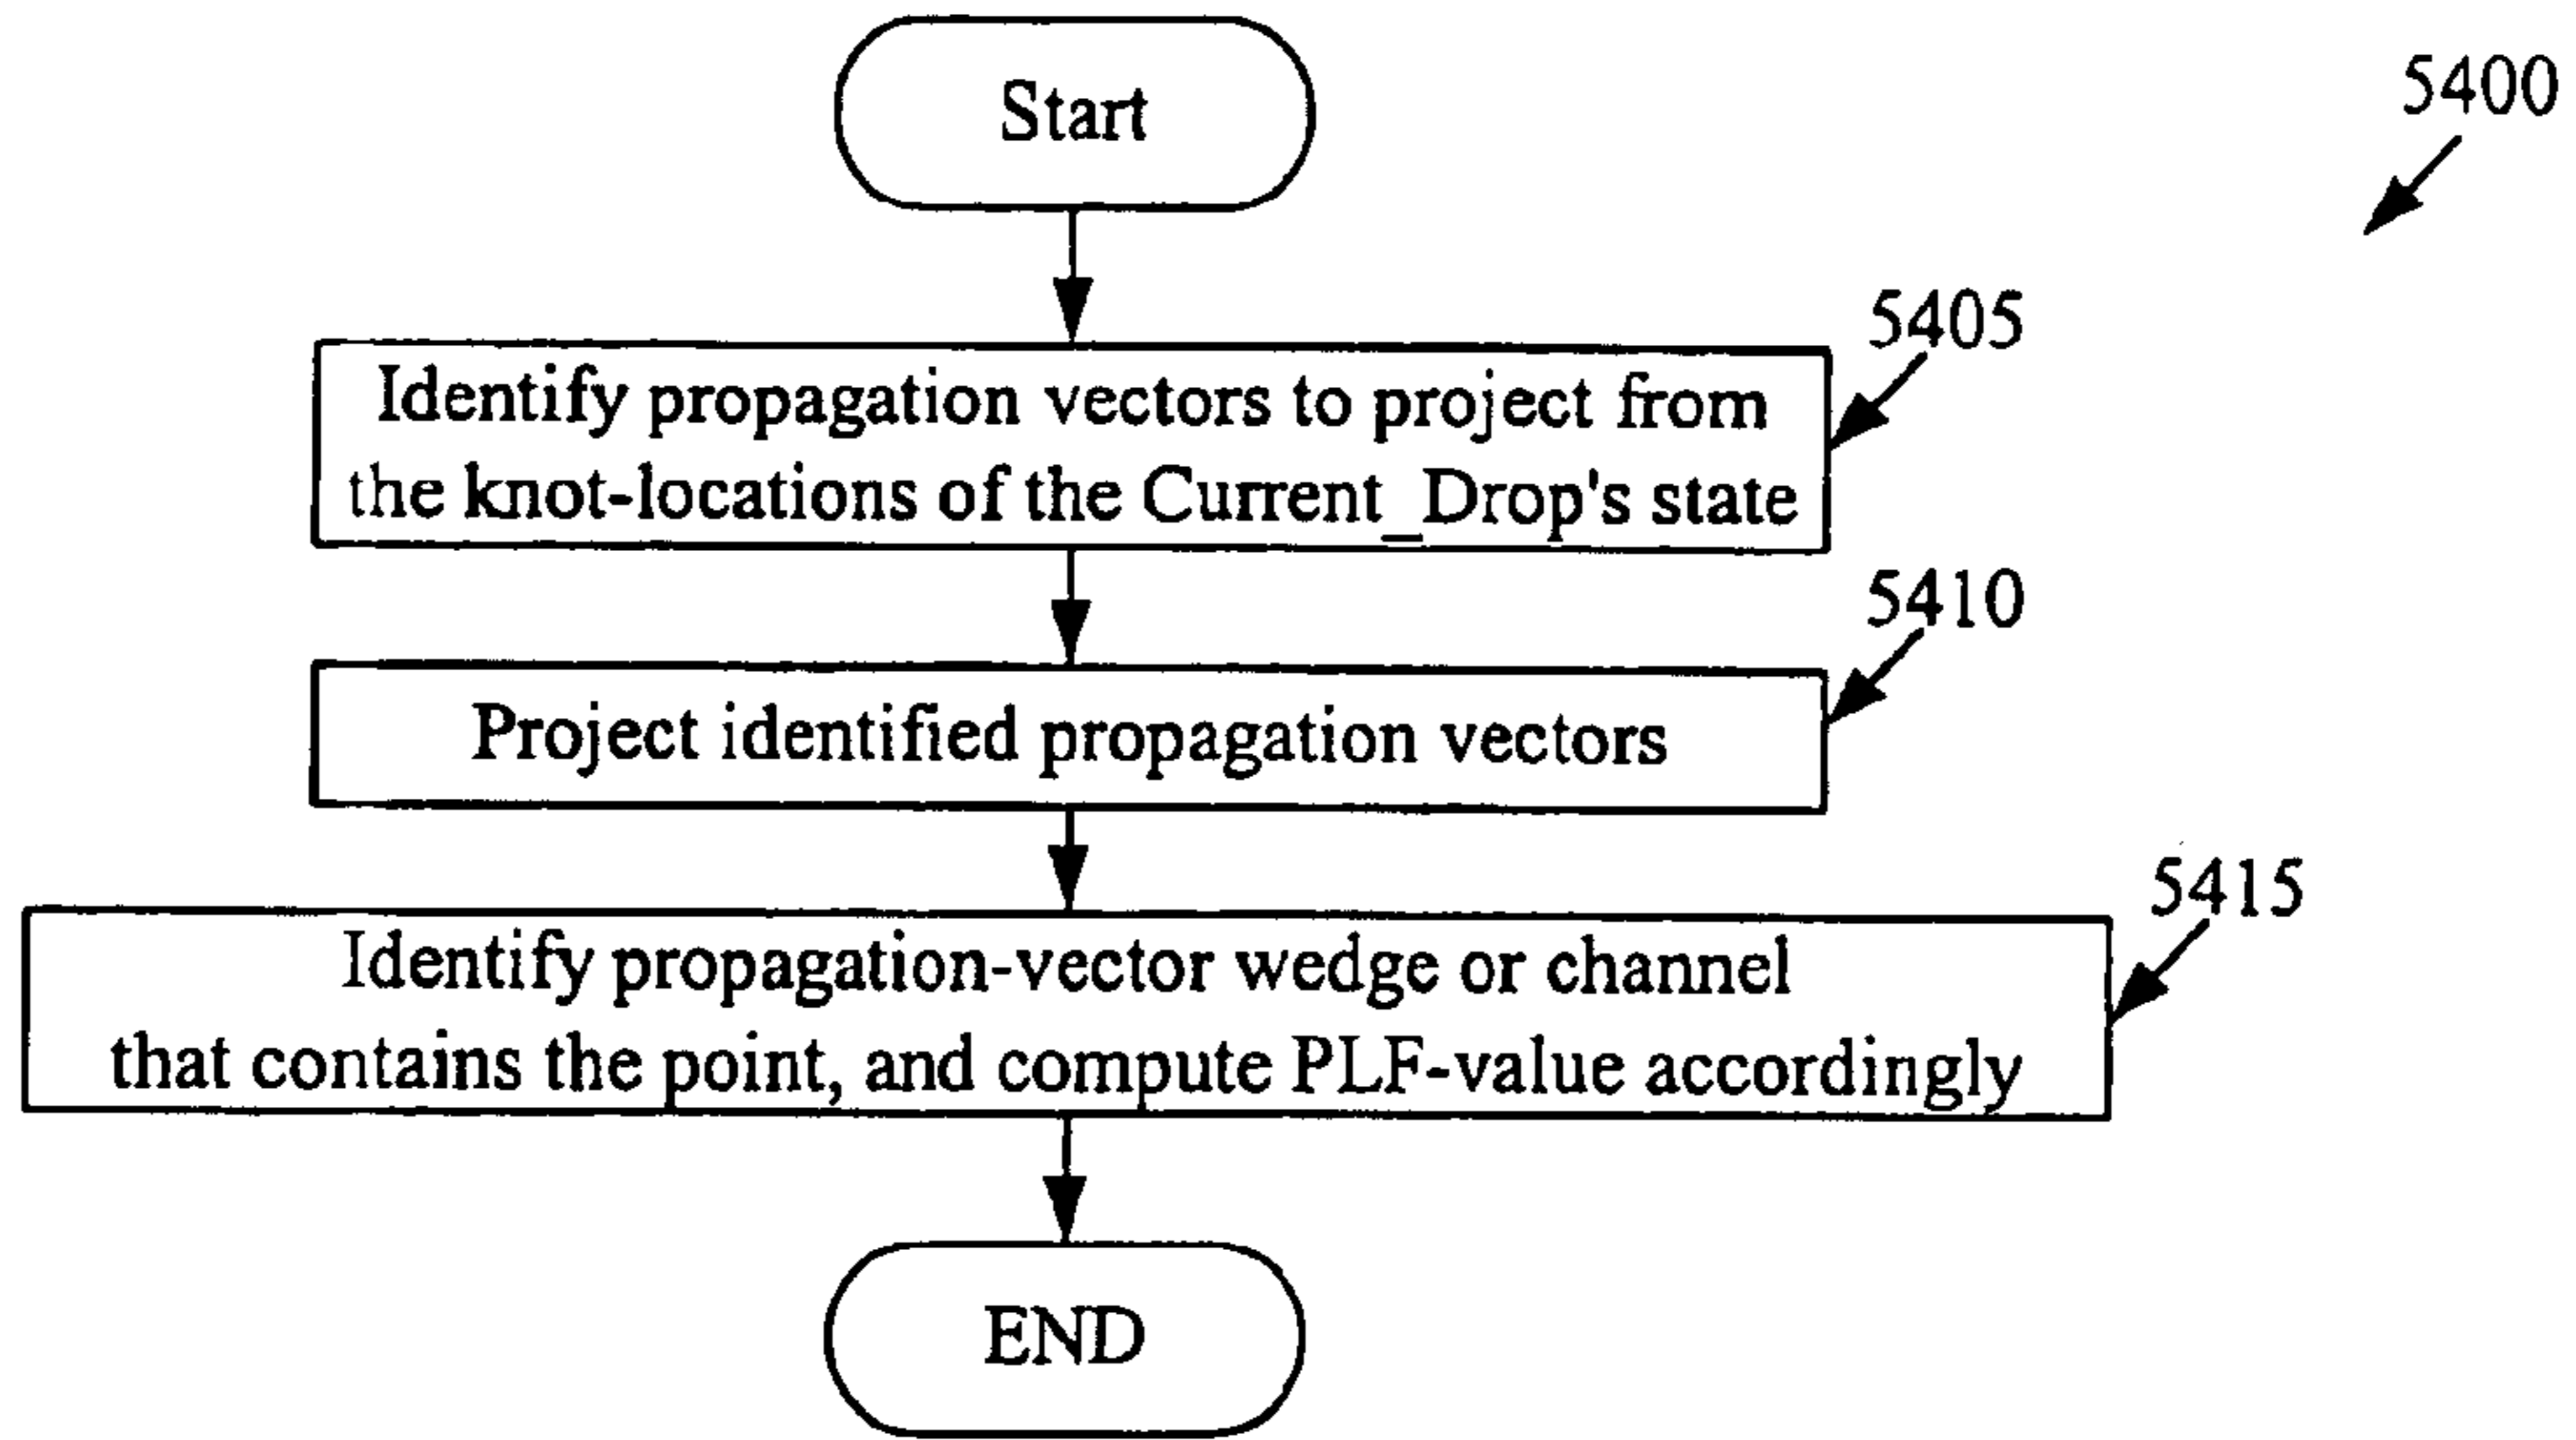 Start
5400
5405
Identify propagation vectors to project from
the knot-locations of the Current_Drop's state
5410
Project identified propagation vectors
5415
Identify propagation-vector wedge or channel
that contains the point, and compute PLF-value accordingly
END